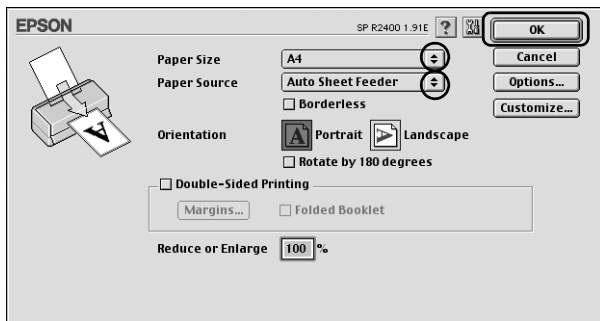 EPSON
SP R2400 1.91E ?
OK
Paper Size A4
Cancel
Paper Source Auto Sheet Feeder
Options...
Borderless
Customize...
Orientation A Portrait A Landscape
Rotate by 180 degrees
Double-Sided Printing
Margins... Folded Booklet
Reduce or Enlarge 100 %
A